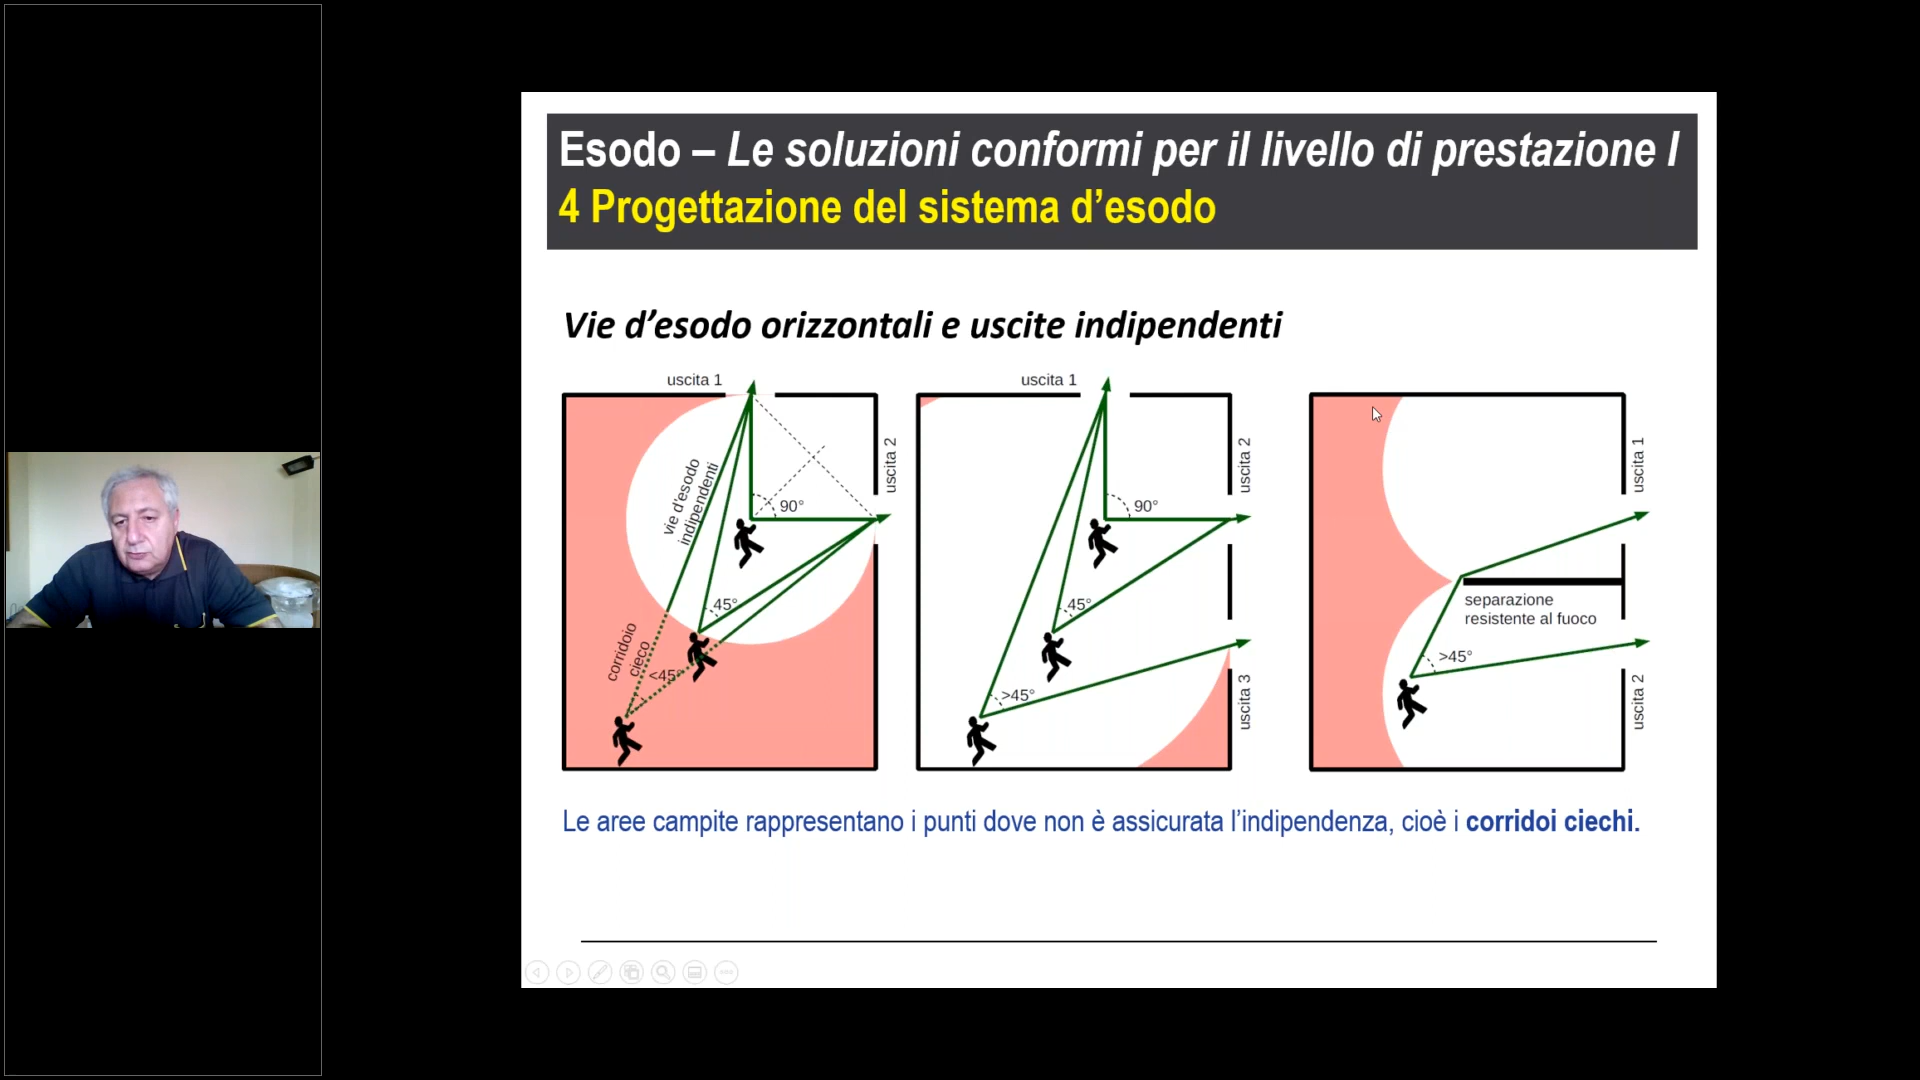 Esodo – Le soluzioni conformi per il livello di prestazione I
4 Progettazione del sistema d’esodo
Vie d’esodo orizzontali e uscite indipendenti
uscita 1
uscita 2
vie d'esodo
indipendenti
90°
45°
corridoio
cieco
<45°
uscita 1
uscita 2
90°
45°
>45°
uscita 3
uscita 1
separazione
resistente al fuoco
>45°
uscita 2
Le aree campite rappresentano i punti dove non è assicurata l’indipendenza, cioè i corridoi ciechi.